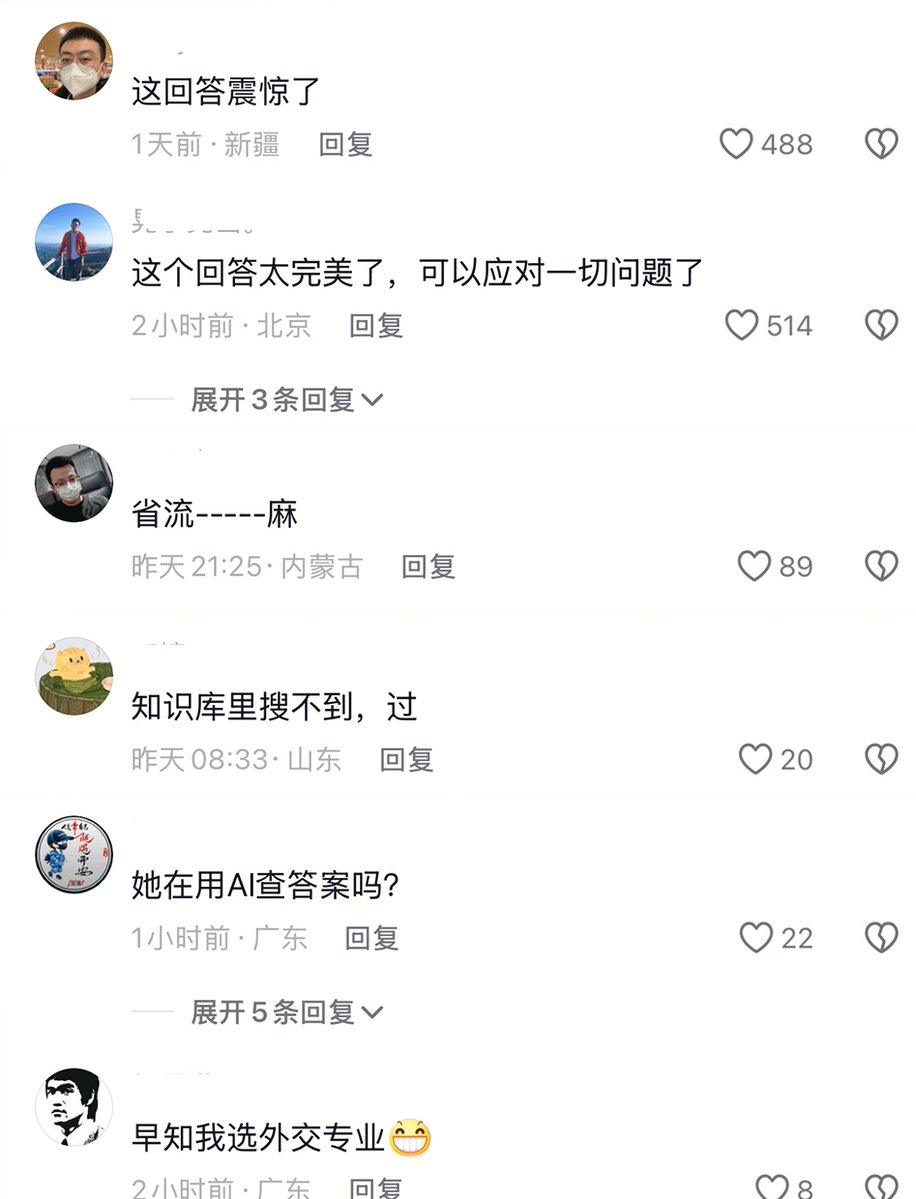 这回答震惊了
1天前·新疆 回复 488
这个回答太完美了，可以应对一切问题了
2小时前·北京 回复 514
展开3条回复
省流-----麻
昨天21:25·内蒙古 回复 89
知识库里搜不到，过
昨天08:33·山东 回复 20
她在用AI查答案吗?
1小时前·广东 回复 22
展开5条回复
早知我选外交专业😁
2小时前·广东 回复 8